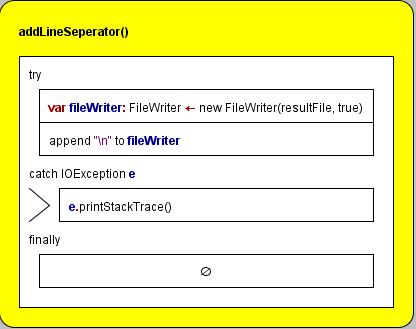 addLineSeperator()
try
var fileWriter: FileWriter ← new FileWriter(resultFile, true)
append "\n" to fileWriter
catch IOException e
e.printStackTrace()
finally
∅